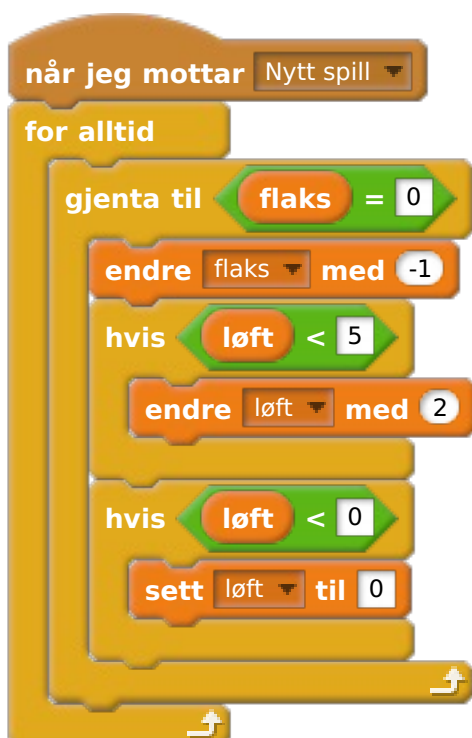 når jeg mottar Nytt spill
for alltid
gjenta til flaks = 0
endre flaks med -1
hvis løft < 5
endre løft med 2
hvis løft < 0
sett løft til 0